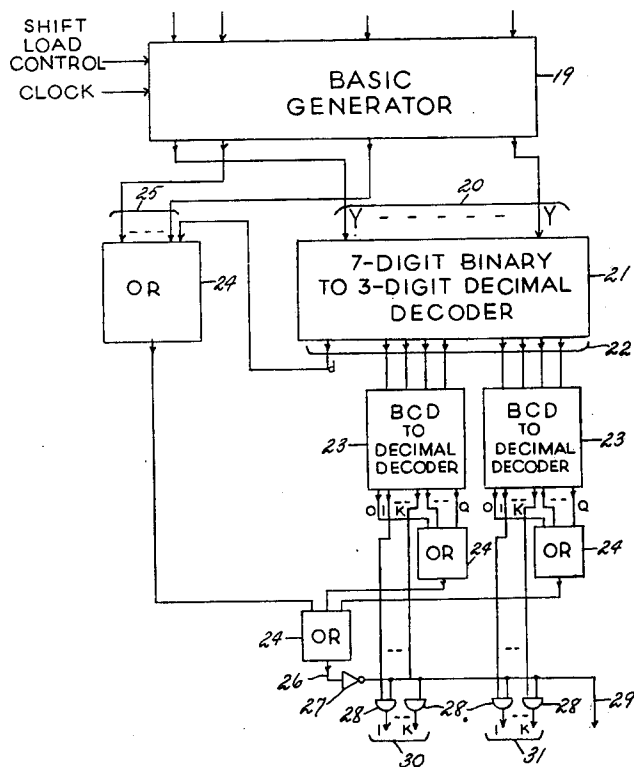 SHIFT
LOAD
CONTROL
CLOCK
BASIC
GENERATOR
19
25
20
Y - - - - - - Y
OR
24
7-DIGIT BINARY
TO 3-DIGIT DECIMAL
DECODER
21
22
BCD
TO
DECIMAL
DECODER
23
BCD
TO
DECIMAL
DECODER
23
O I K -- Q
O I K -- Q
OR
24
OR
24
OR
24
26
27
28
28
28
28
29
I -- K
I -- K
30
31